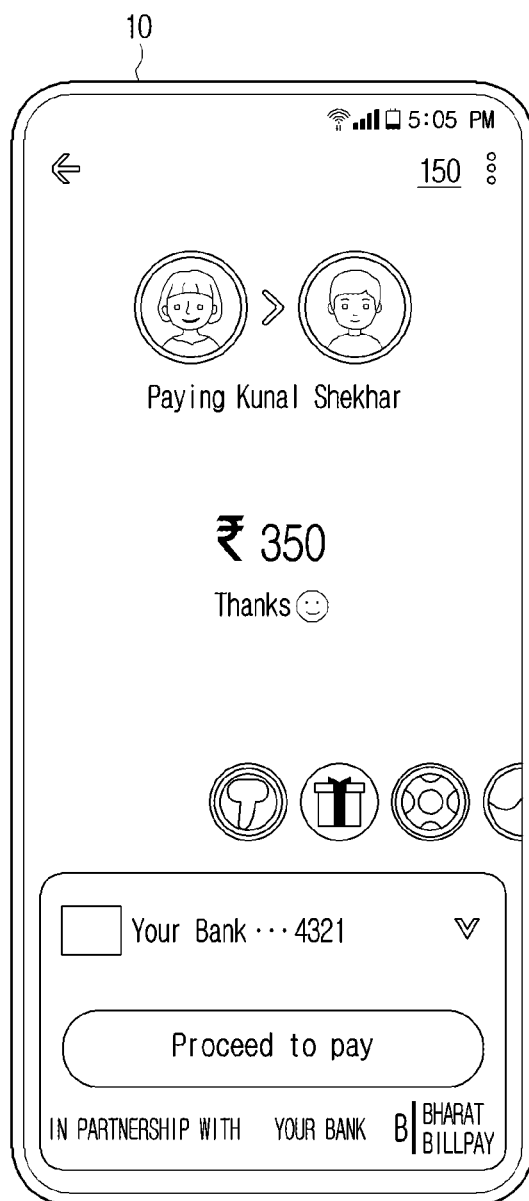 10
5:05 PM
150
Paying Kunal Shekhar
₹ 350
Thanks
Your Bank ··· 4321
Proceed to pay
IN PARTNERSHIP WITH YOUR BANK B BHARAT
BILLPAY